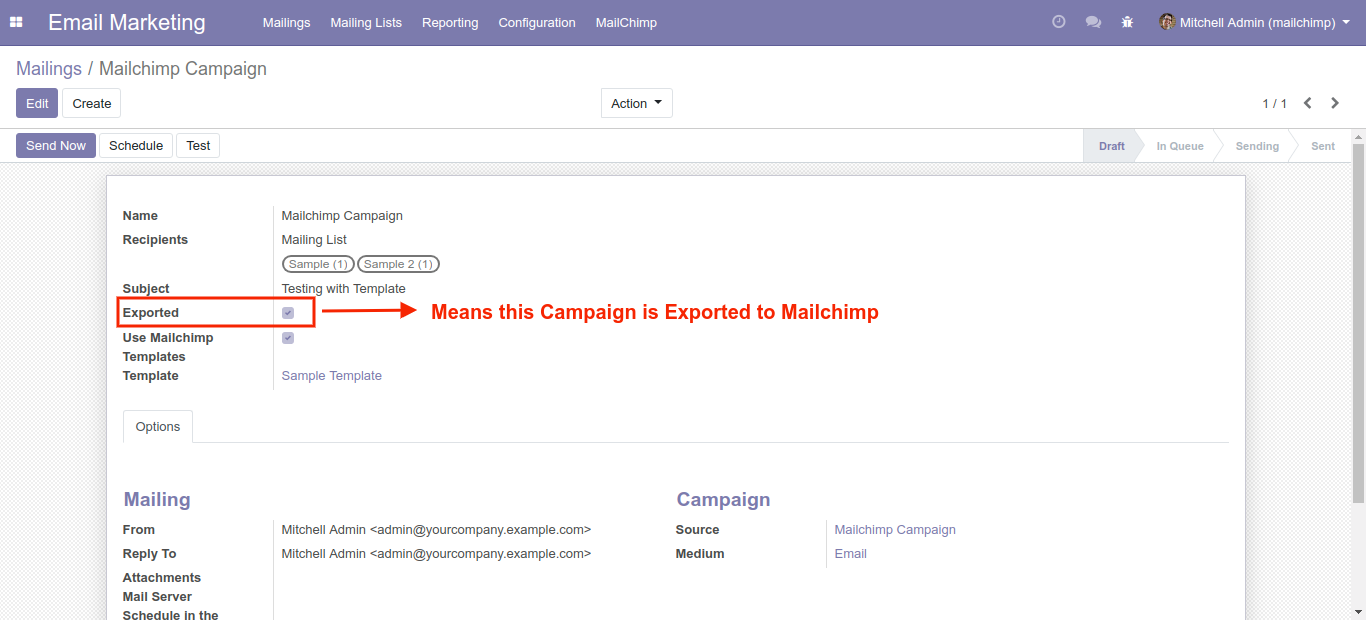 Email Marketing Mailings Mailing Lists Reporting Configuration MailChimp Mitchell Admin (mailchimp)
Mailings / Mailchimp Campaign
Edit Create Action 1 / 1
Send Now Schedule Test Draft In Queue Sending Sent
Name Mailchimp Campaign
Recipients Mailing List
Sample (1) Sample 2 (1)
Subject Testing with Template
Exported Means this Campaign is Exported to Mailchimp
Use Mailchimp
Templates
Template Sample Template
Options
Mailing Campaign
From Mitchell Admin <admin@yourcompany.example.com> Source Mailchimp Campaign
Reply To Mitchell Admin <admin@yourcompany.example.com> Medium Email
Attachments
Mail Server
Schedule in the